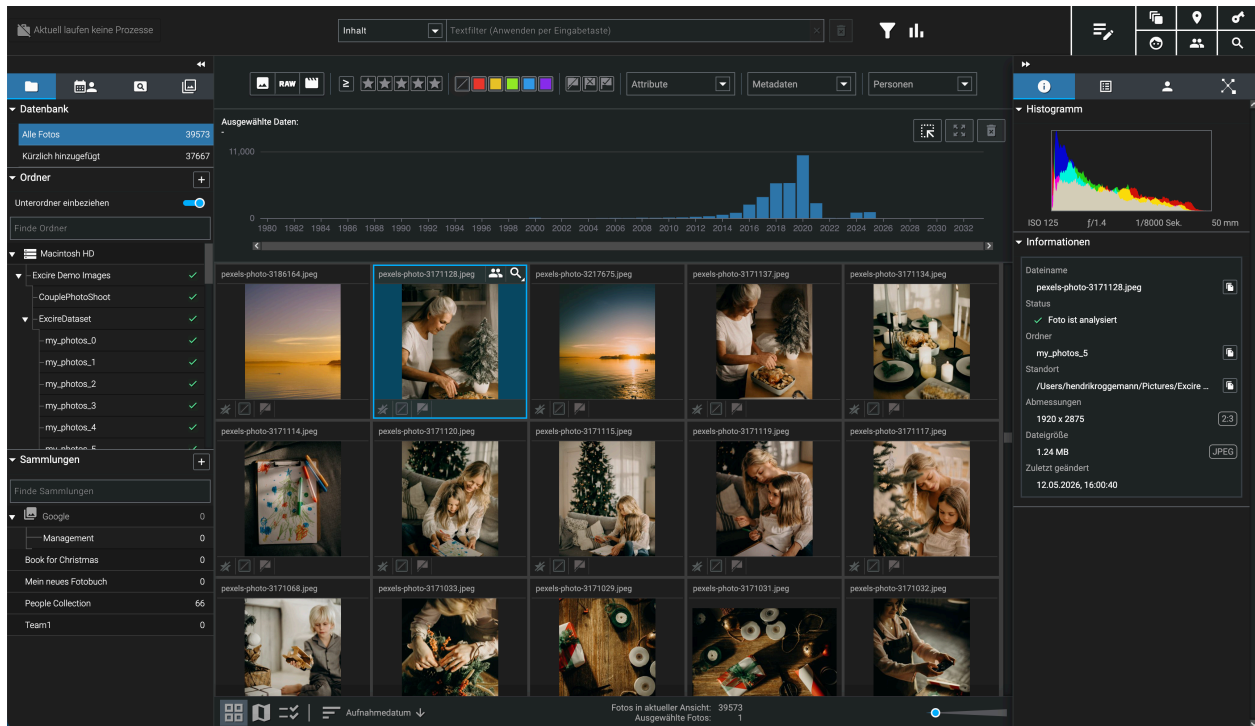 Aktuell laufen keine Prozesse
Inhalt
Textfilter (Anwenden per Eingabetaste)
RAW
≥
Attribute
Metadaten
Personen
Datenbank
Alle Fotos 39573
Kürzlich hinzugefügt 37667
Ordner
Unterordner einbeziehen
Finde Ordner
Macintosh HD
Excire Demo Images
CouplePhotoShoot
ExcireDataset
my_photos_0
my_photos_1
my_photos_2
my_photos_3
my_photos_4
my_photos_5
Sammlungen
Finde Sammlungen
Google 0
Management 0
Book for Christmas 0
Mein neues Fotobuch 0
People Collection 66
Team1 0
Ausgewählte Daten:
-
11,000
0
1980 1982 1984 1986 1988 1990 1992 1994 1996 1998 2000 2002 2004 2006 2008 2010 2012 2014 2016 2018 2020 2022 2024 2026 2028 2030 2032
pexels-photo-3186164.jpeg
pexels-photo-3171128.jpeg
pexels-photo-3217675.jpeg
pexels-photo-3171137.jpeg
pexels-photo-3171134.jpeg
pexels-photo-3171114.jpeg
pexels-photo-3171120.jpeg
pexels-photo-3171115.jpeg
pexels-photo-3171119.jpeg
pexels-photo-3171117.jpeg
pexels-photo-3171068.jpeg
pexels-photo-3171033.jpeg
pexels-photo-3171029.jpeg
pexels-photo-3171031.jpeg
pexels-photo-3171032.jpeg
Aufnahmedatum
Fotos in aktueller Ansicht: 39573
Ausgewählte Fotos: 1
Histogramm
ISO 125 ƒ/1.4 1/8000 Sek. 50 mm
Informationen
Dateiname
pexels-photo-3171128.jpeg
Status
Foto ist analysiert
Ordner
my_photos_5
Standort
/Users/hendrikroggemann/Pictures/Excire ...
Abmessungen
1920 x 2875 2:3
Dateigröße
1.24 MB JPEG
Zuletzt geändert
12.05.2026, 16:00:40